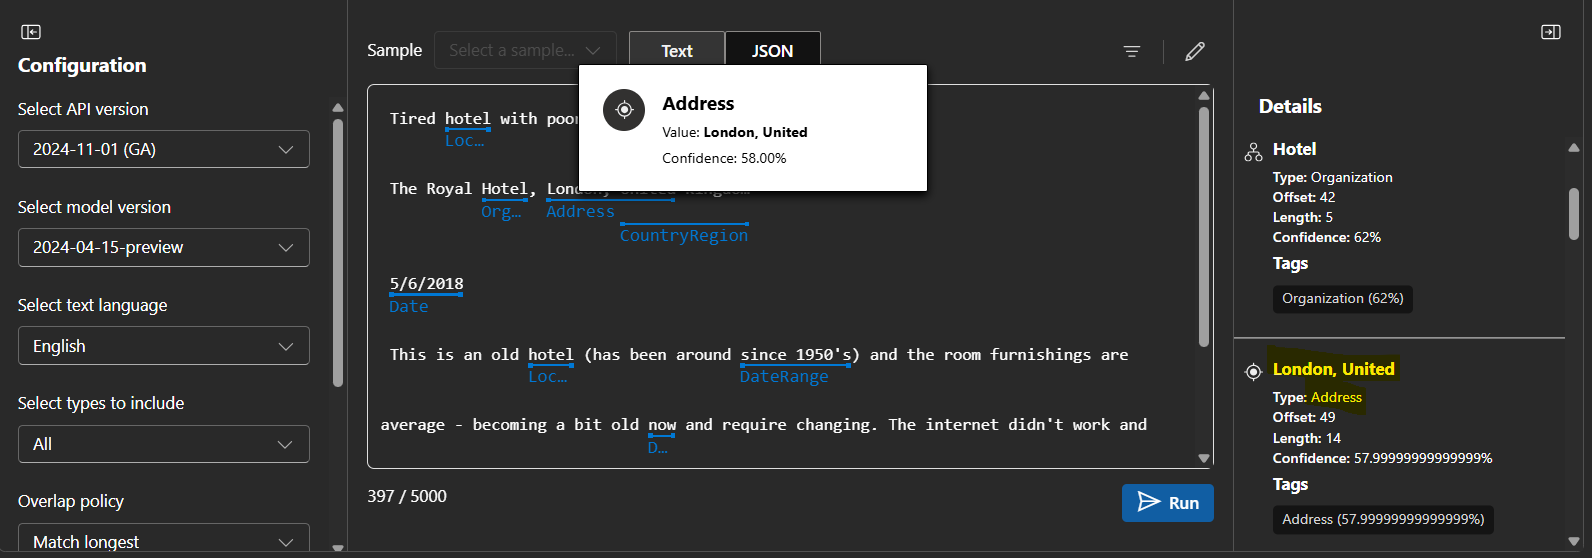 Configuration
Select API version
2024-11-01 (GA)
Select model version
2024-04-15-preview
Select text language
English
Select types to include
All
Overlap policy
Match longest
Sample
Select a sample...
Text
JSON
Address
Value: London, United
Confidence: 58.00%
Tired hotel with poor
Loc…
The Royal Hotel, London, United Kingdom
Org… Address
CountryRegion
5/6/2018
Date
This is an old hotel (has been around since 1950's) and the room furnishings are
Loc… DateRange
average - becoming a bit old now and require changing. The internet didn't work and
D…
397 / 5000
Run
Details
Hotel
Type: Organization
Offset: 42
Length: 5
Confidence: 62%
Tags
Organization (62%)
London, United
Type: Address
Offset: 49
Length: 14
Confidence: 57.99999999999999%
Tags
Address (57.99999999999999%)